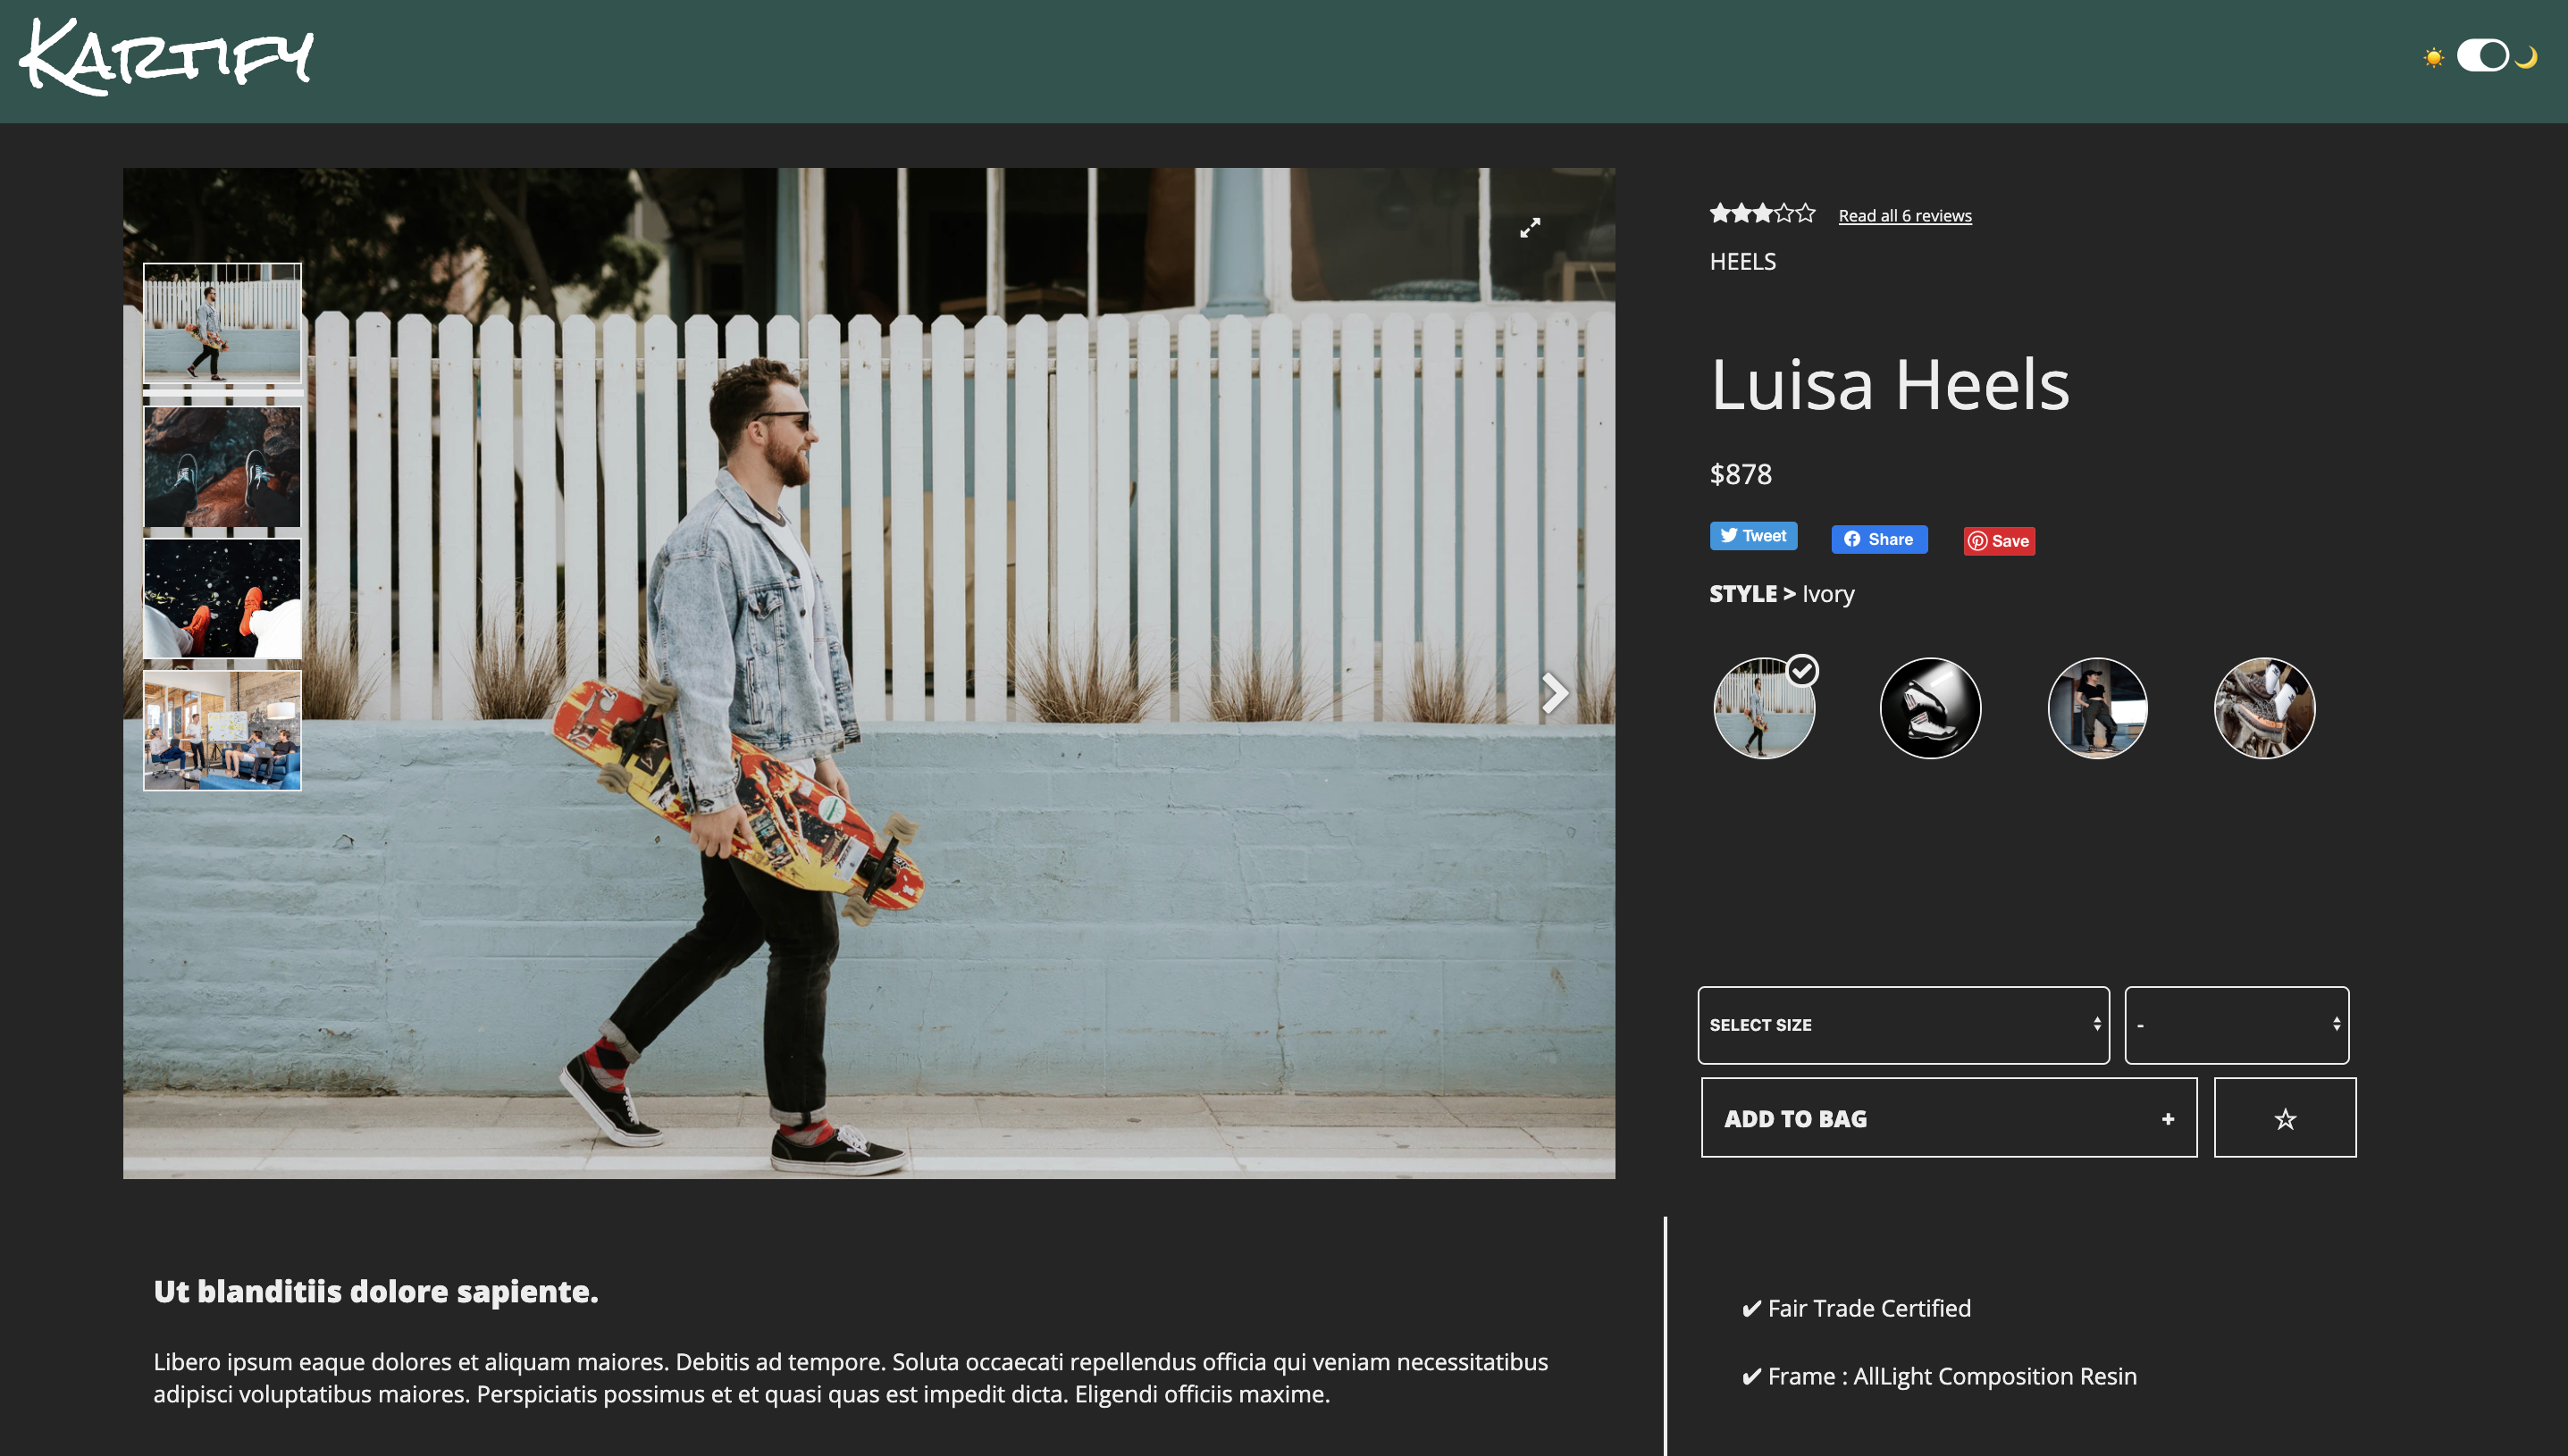 KARTIFY
Read all 6 reviews
HEELS
Luisa Heels
$878
Tweet
Share
Save
STYLE > Ivory
SELECT SIZE
-
ADD TO BAG +
Ut blanditiis dolore sapiente.
Libero ipsum eaque dolores et aliquam maiores. Debitis ad tempore. Soluta occaecati repellendus officia qui veniam necessitatibus
adipisci voluptatibus maiores. Perspiciatis possimus et et quasi quas est impedit dicta. Eligendi officiis maxime.
✔ Fair Trade Certified
✔ Frame : AllLight Composition Resin